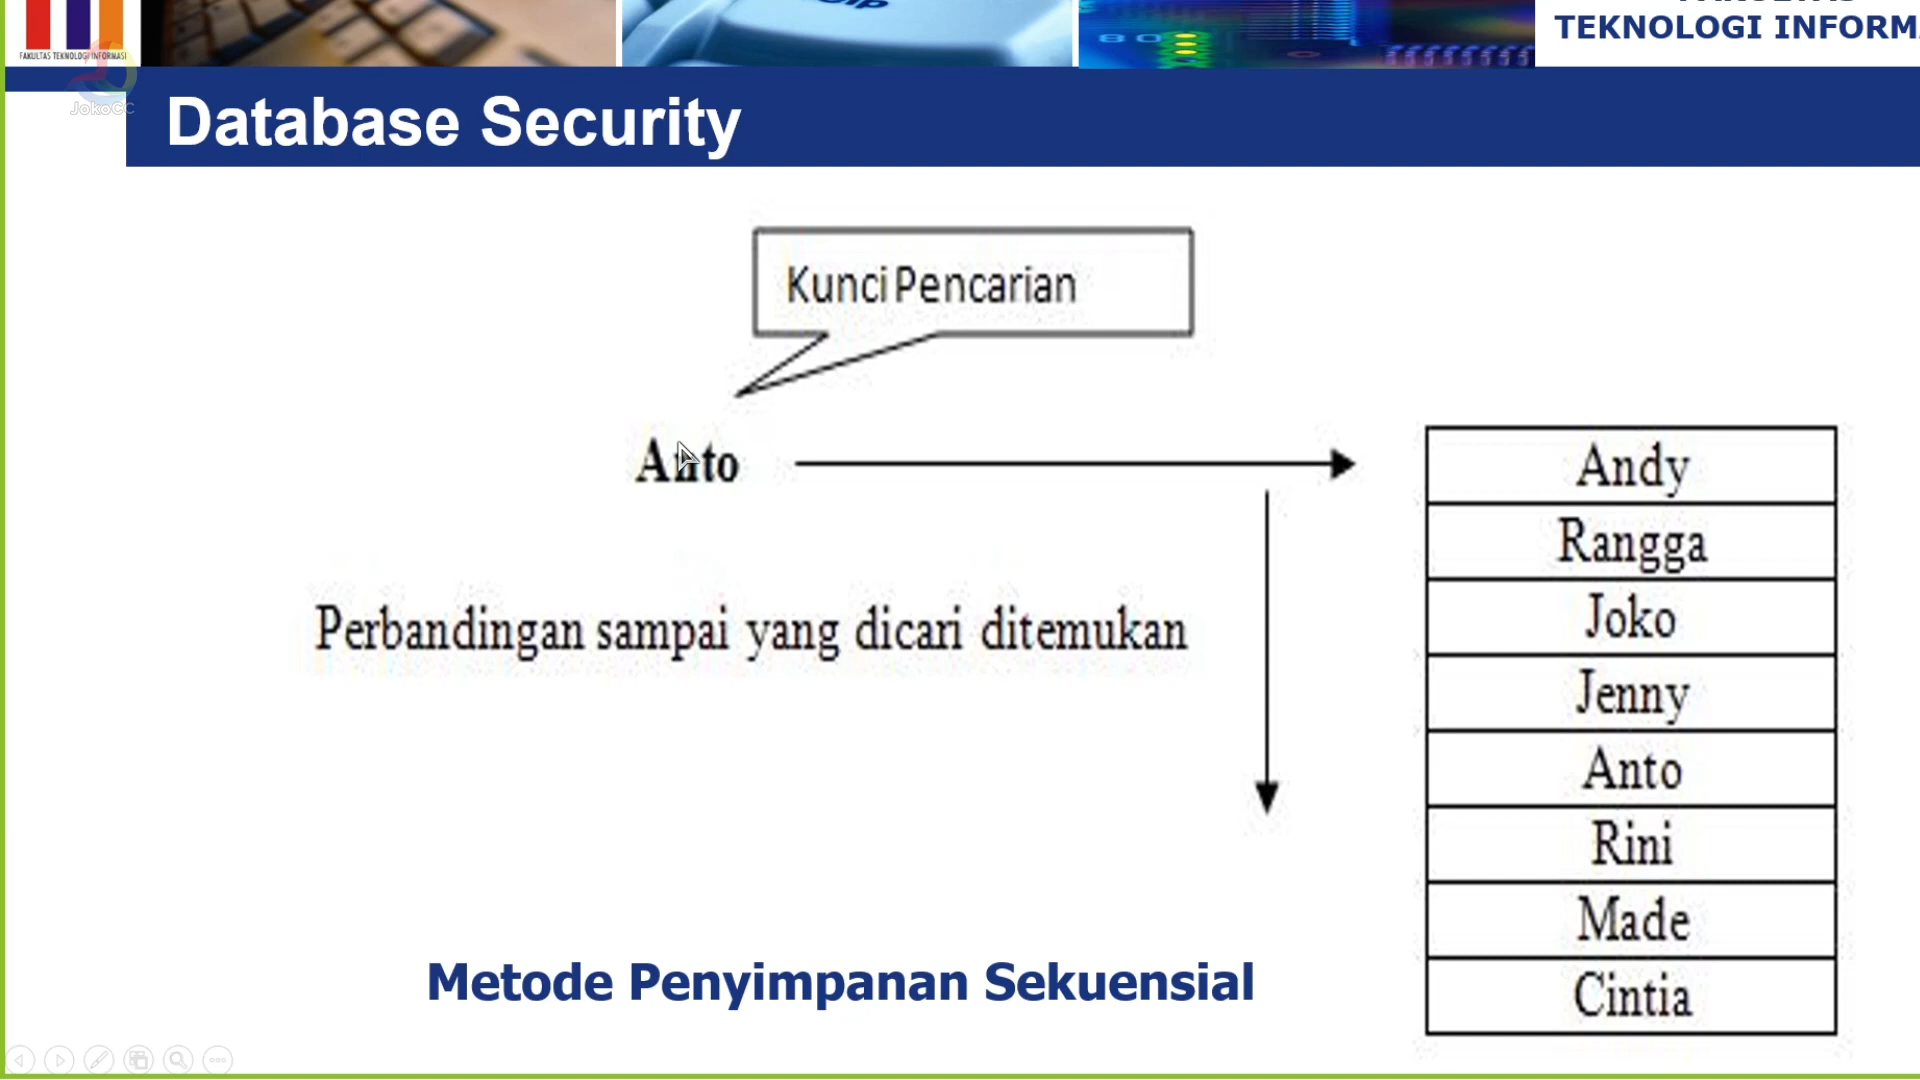 TEKNOLOGI INFORM
FAKULTAS TEKNOLOGI INFORMASI
JokoCC
Database Security
Kunci Pencarian
Anto
Andy
Rangga
Joko
Perbandingan sampai yang dicari ditemukan
Jenny
Anto
Rini
Made
Cintia
Metode Penyimpanan Sekuensial